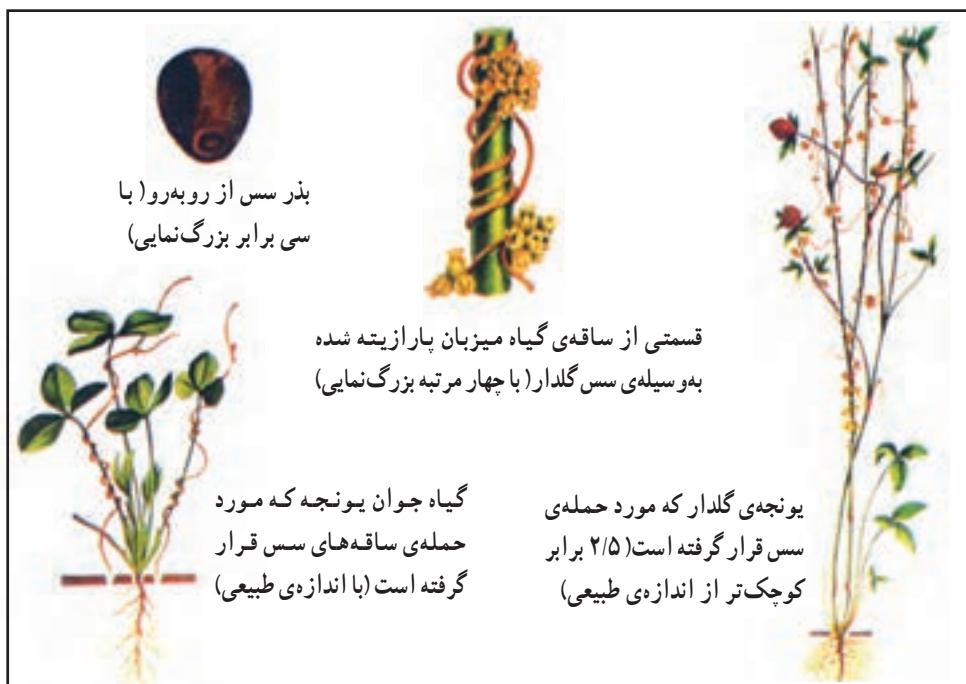 بذر سس از روبه‌رو( با
سی برابر بزرگ‌نمایی)
قسمتی از ساقه‌ی گیاه میزبان پارازیته شده
به‌وسیله‌ی سس گلدار( با چهار مرتبه بزرگ‌نمایی)
یونجه‌ی گلدار که مورد حمله‌ی
سس قرار گرفته است( ۲/۵ برابر
کوچک‌تر از اندازه‌ی طبیعی)
گیاه جوان یونجه که مورد
حمله‌ی ساقه‌های سس قرار
گرفته است (با اندازه‌ی طبیعی)